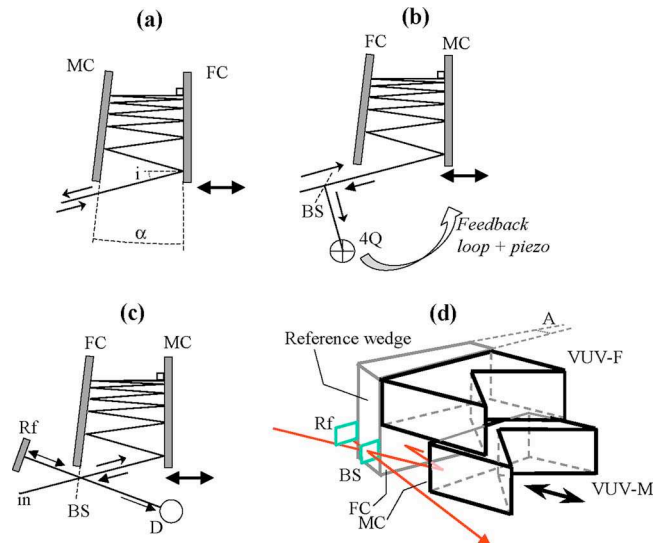 (a)
MC
FC
i
α
(b)
FC
MC
BS
4Q
Feedback
loop + piezo
(c)
FC
MC
Rf
in
BS
D
(d)
A
Reference wedge
VUV-F
Rf
BS
FC
MC
VUV-M